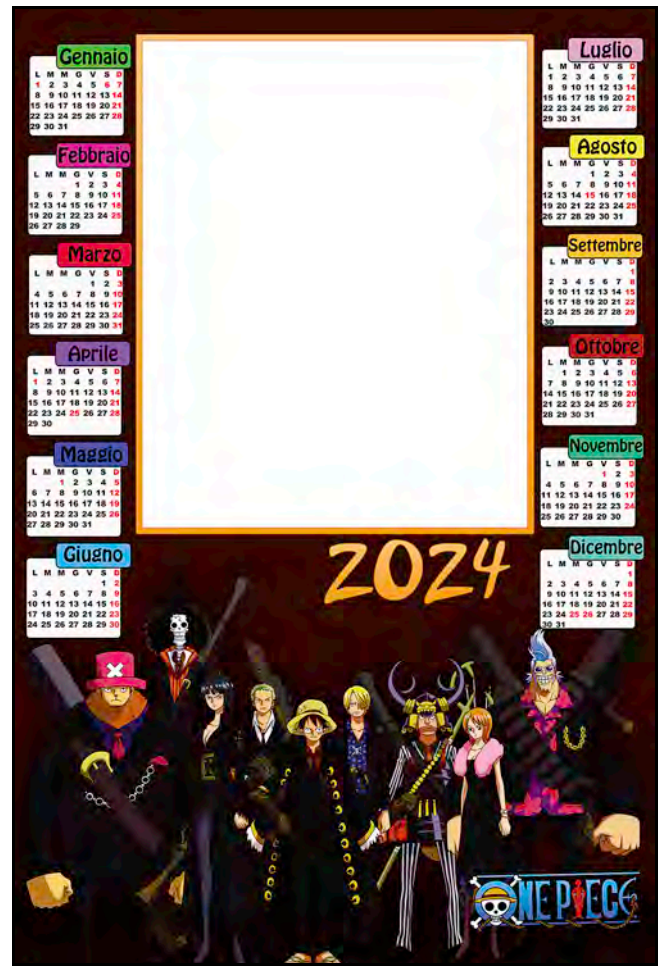 Gennaio
L M M G V S D
1 2 3 4 5 6 7
8 9 10 11 12 13 14
15 16 17 18 19 20 21
22 23 24 25 26 27 28
29 30 31
Febbraio
L M M G V S D
1 2 3 4
5 6 7 8 9 10 11
12 13 14 15 16 17 18
19 20 21 22 23 24 25
26 27 28 29
Marzo
L M M G V S D
1 2 3
4 5 6 7 8 9 10
11 12 13 14 15 16 17
18 19 20 21 22 23 24
25 26 27 28 29 30 31
Aprile
L M M G V S D
1 2 3 4 5 6 7
8 9 10 11 12 13 14
15 16 17 18 19 20 21
22 23 24 25 26 27 28
29 30
Maggio
L M M G V S D
1 2 3 4 5
6 7 8 9 10 11 12
13 14 15 16 17 18 19
20 21 22 23 24 25 26
27 28 29 30 31
Giugno
L M M G V S D
1 2
3 4 5 6 7 8 9
10 11 12 13 14 15 16
17 18 19 20 21 22 23
24 25 26 27 28 29 30
Luglio
L M M G V S D
1 2 3 4 5 6 7
8 9 10 11 12 13 14
15 16 17 18 19 20 21
22 23 24 25 26 27 28
29 30 31
Agosto
L M M G V S D
1 2 3 4
5 6 7 8 9 10 11
12 13 14 15 16 17 18
19 20 21 22 23 24 25
26 27 28 29 30 31
Settembre
L M M G V S D
1
2 3 4 5 6 7 8
9 10 11 12 13 14 15
16 17 18 19 20 21 22
23 24 25 26 27 28 29
30
Ottobre
L M M G V S D
1 2 3 4 5 6
7 8 9 10 11 12 13
14 15 16 17 18 19 20
21 22 23 24 25 26 27
28 29 30 31
Novembre
L M M G V S D
1 2 3
4 5 6 7 8 9 10
11 12 13 14 15 16 17
18 19 20 21 22 23 24
25 26 27 28 29 30
Dicembre
L M M G V S D
1
2 3 4 5 6 7 8
9 10 11 12 13 14 15
16 17 18 19 20 21 22
23 24 25 26 27 28 29
30 31
2024
ONE PIECE